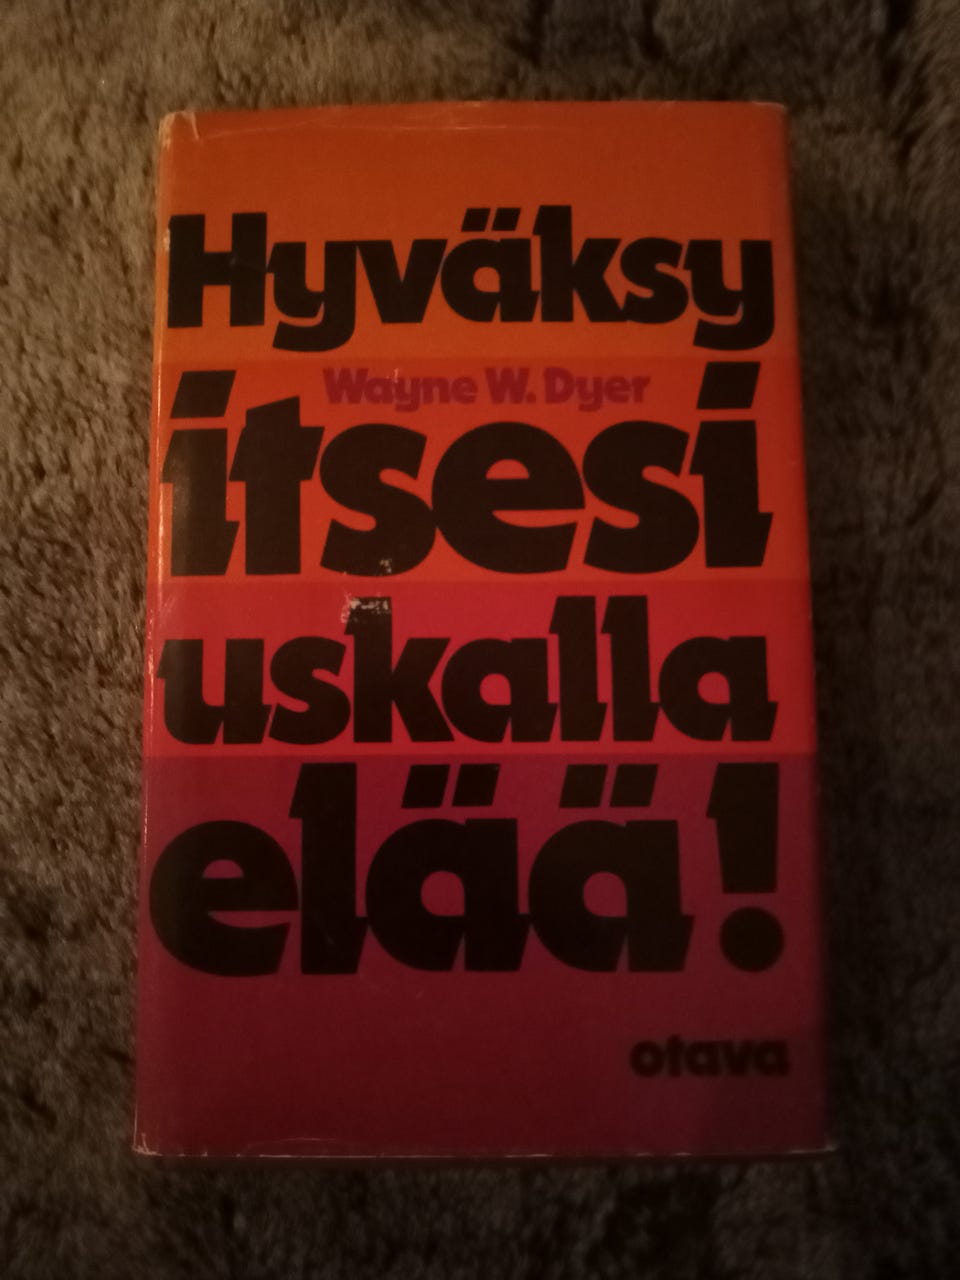 Hyväksy
Wayne W. Dyer
itsesi
uskalla
elää!
otava